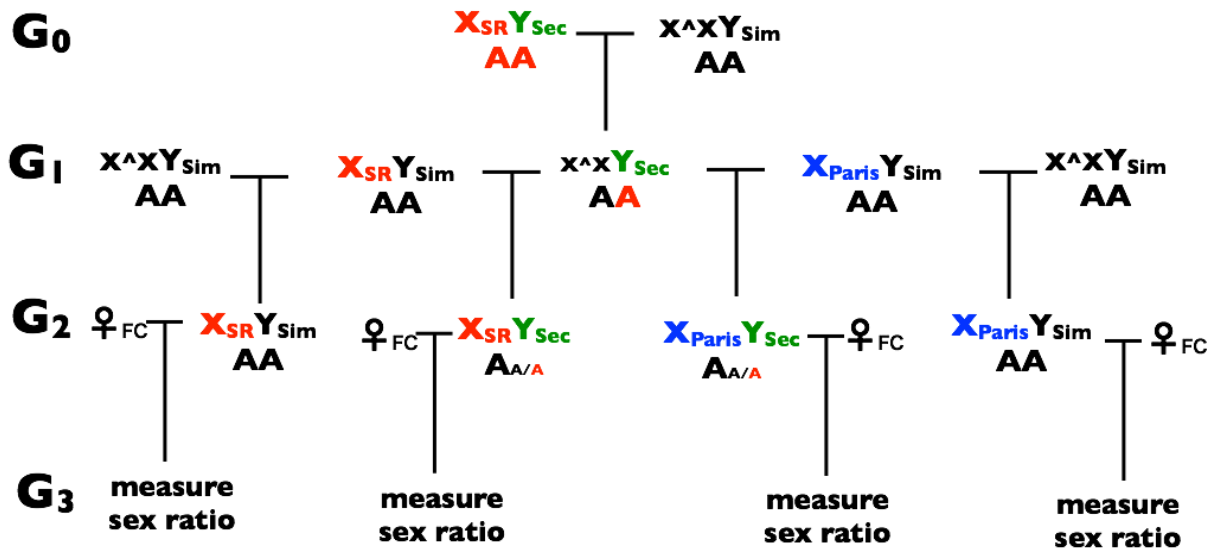 G0 XSRYSec x^xYSim
AA AA
G1 x^xYSim XSRYSim x^xYSec XParisYSim x^xYSim
AA AA AA AA AA
G2 ♀FC XSRYSim ♀FC XSRYSec XParisYSec ♀FC XParisYSim ♀FC
AA AA/A AA/A AA
G3 measure measure measure measure
sex ratio sex ratio sex ratio sex ratio